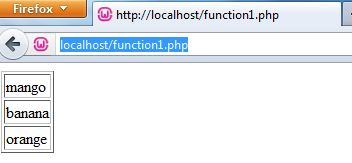 Firefox
http://localhost/function1.php
localhost/function1.php
mango
banana
orange